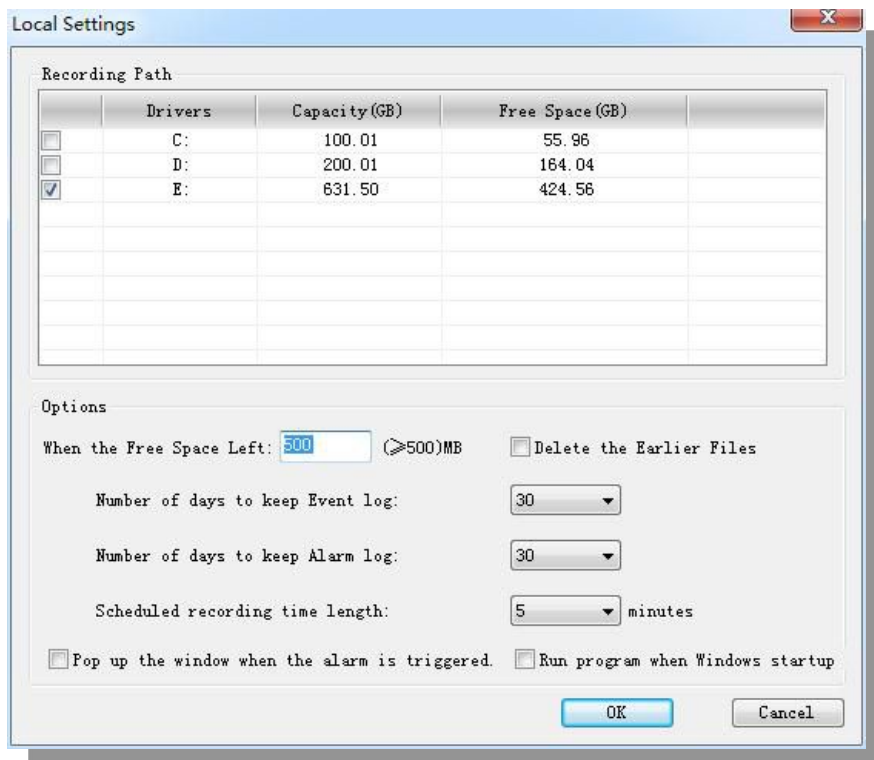 Local Settings
Recording Path
Drivers Capacity(GB) Free Space(GB)
C: 100.01 55.96
D: 200.01 164.04
E: 631.50 424.56
Options
When the Free Space Left: 500 (⩾500)MB Delete the Earlier Files
Number of days to keep Event log: 30
Number of days to keep Alarm log: 30
Scheduled recording time length: 5 minutes
Pop up the window when the alarm is triggered. Run program when Windows startup
OK Cancel